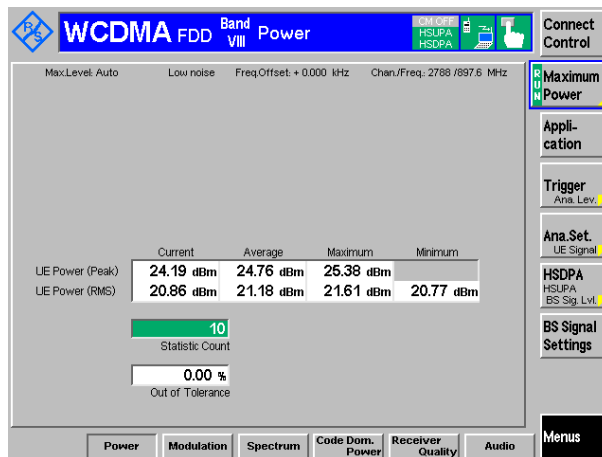 R&S
WCDMA FDD Band VIII Power
CM OFF
HSUPA
HSDPA
Connect
Control
Max.Level: Auto Low noise Freq.Offset: + 0.000 kHz Chan./Freq.: 2788 /897.6 MHz
RUN
Maximum
Power
Appli-
cation
Trigger
Ana. Lev.
Ana.Set.
UE Signal
HSDPA
HSUPA
BS Sig. Lvl.
BS Signal
Settings
Current Average Maximum Minimum
UE Power (Peak) 24.19 dBm 24.76 dBm 25.38 dBm
UE Power (RMS) 20.86 dBm 21.18 dBm 21.61 dBm 20.77 dBm
10
Statistic Count
0.00 %
Out of Tolerance
Power
Modulation
Spectrum
Code Dom.
Power
Receiver
Quality
Audio
Menus